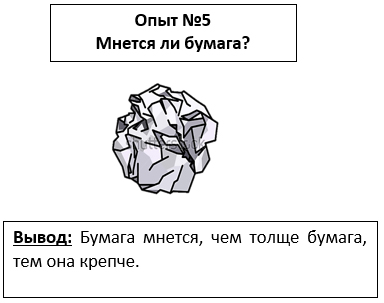 Опыт №5
Мнется ли бумага?
Вывод: Бумага мнется, чем толще бумага,
тем она крепче.